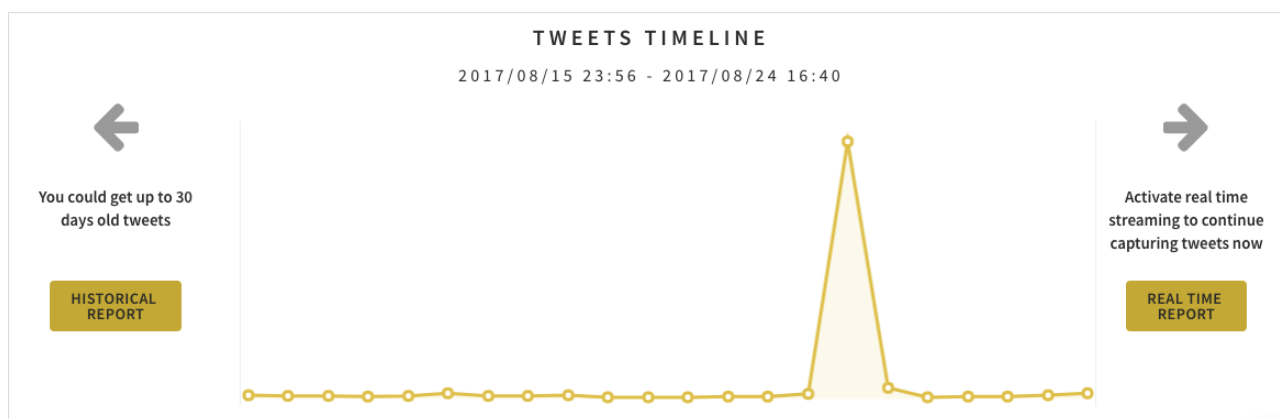 TWEETS TIMELINE
2017/08/15 23:56 - 2017/08/24 16:40
You could get up to 30
days old tweets
HISTORICAL
REPORT
Activate real time
streaming to continue
capturing tweets now
REAL TIME
REPORT